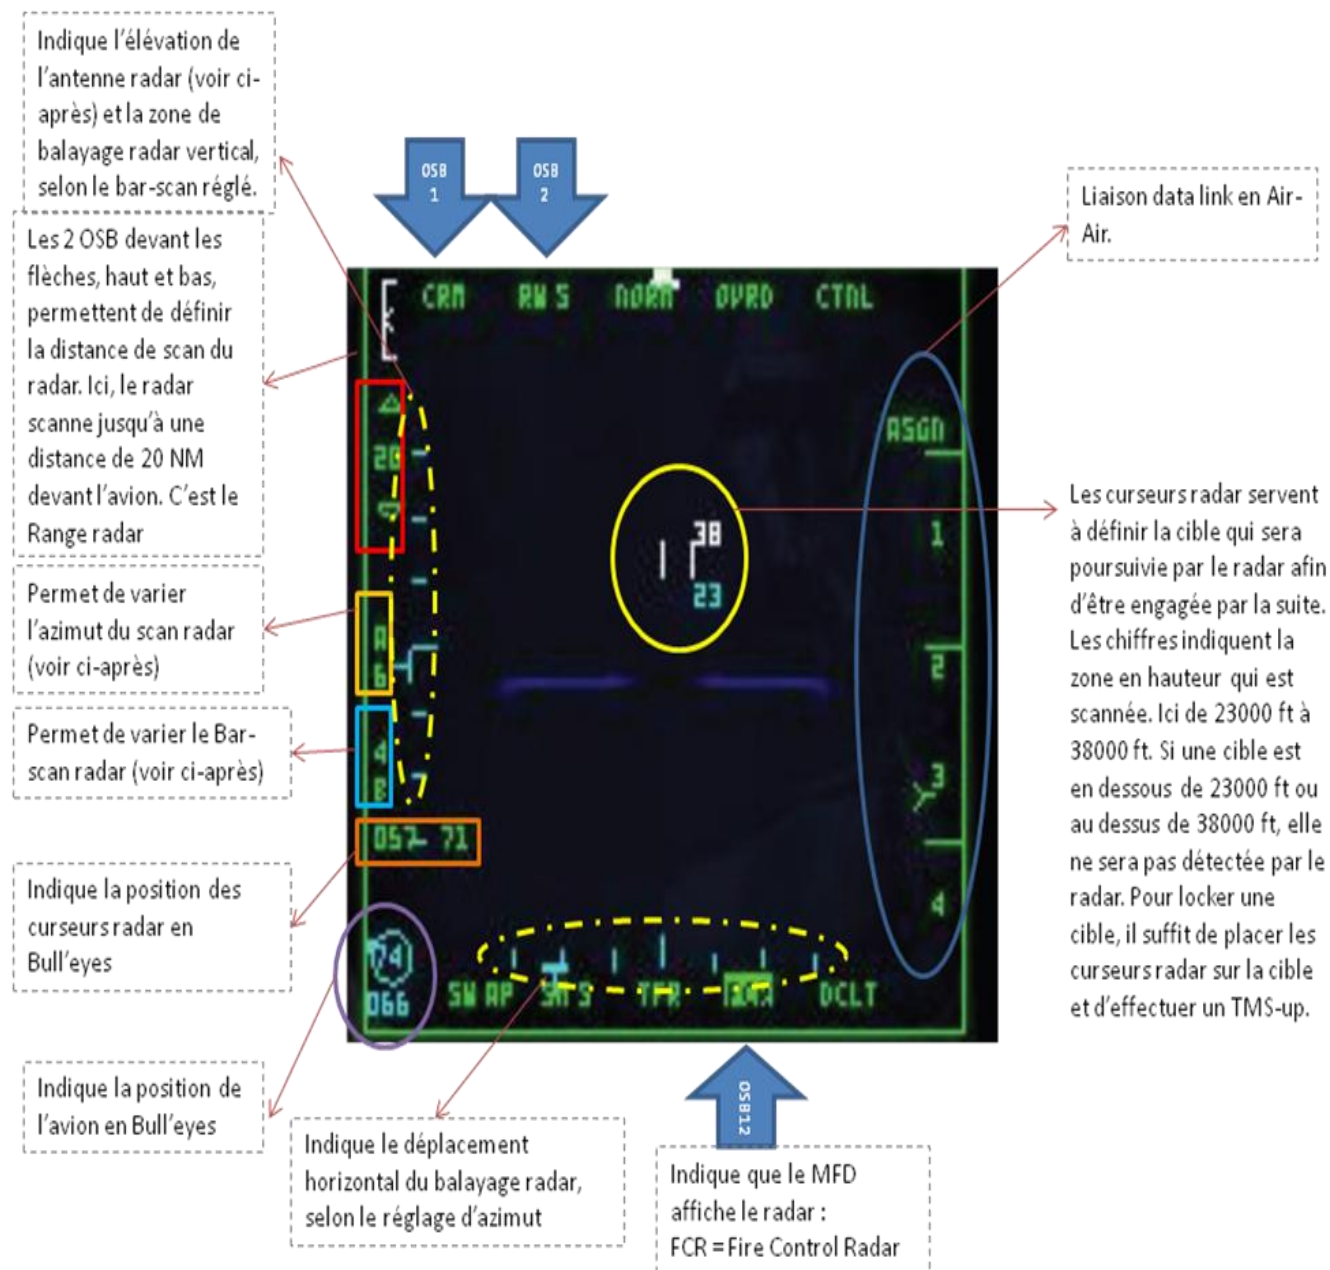 Indique l'élévation de
l'antenne radar (voir ci-
après) et la zone de
balayage radar vertical,
selon le bar-scan réglé.
Les 2 OSB devant les
flèches, haut et bas,
permettent de définir
la distance de scan du
radar. Ici, le radar
scanne jusqu'à une
distance de 20 NM
devant l'avion. C'est le
Range radar
Permet de varier
l'azimut du scan radar
(voir ci-après)
Permet de varier le Bar-
scan radar (voir ci-après)
Indique la position des
curseurs radar en
Bull'eyes
Indique la position de
l'avion en Bull'eyes
OSB
1
OSB
2
CRM RWS NORM OVRD CTNL
20
A
6
4
B
057 71
74
066
38
23
ASGN
1
2
3
4
SWAP SMS TFR DCLT
OSB12
Indique le déplacement
horizontal du balayage radar,
selon le réglage d'azimut
Indique que le MFD
affiche le radar :
FCR = Fire Control Radar
Liaison data link en Air-
Air.
Les curseurs radar servent
à définir la cible qui sera
poursuivie par le radar afin
d'être engagée par la suite.
Les chiffres indiquent la
zone en hauteur qui est
scannée. Ici de 23000 ft à
38000 ft. Si une cible est
en dessous de 23000 ft ou
au dessus de 38000 ft, elle
ne sera pas détectée par le
radar. Pour locker une
cible, il suffit de placer les
curseurs radar sur la cible
et d'effectuer un TMS-up.